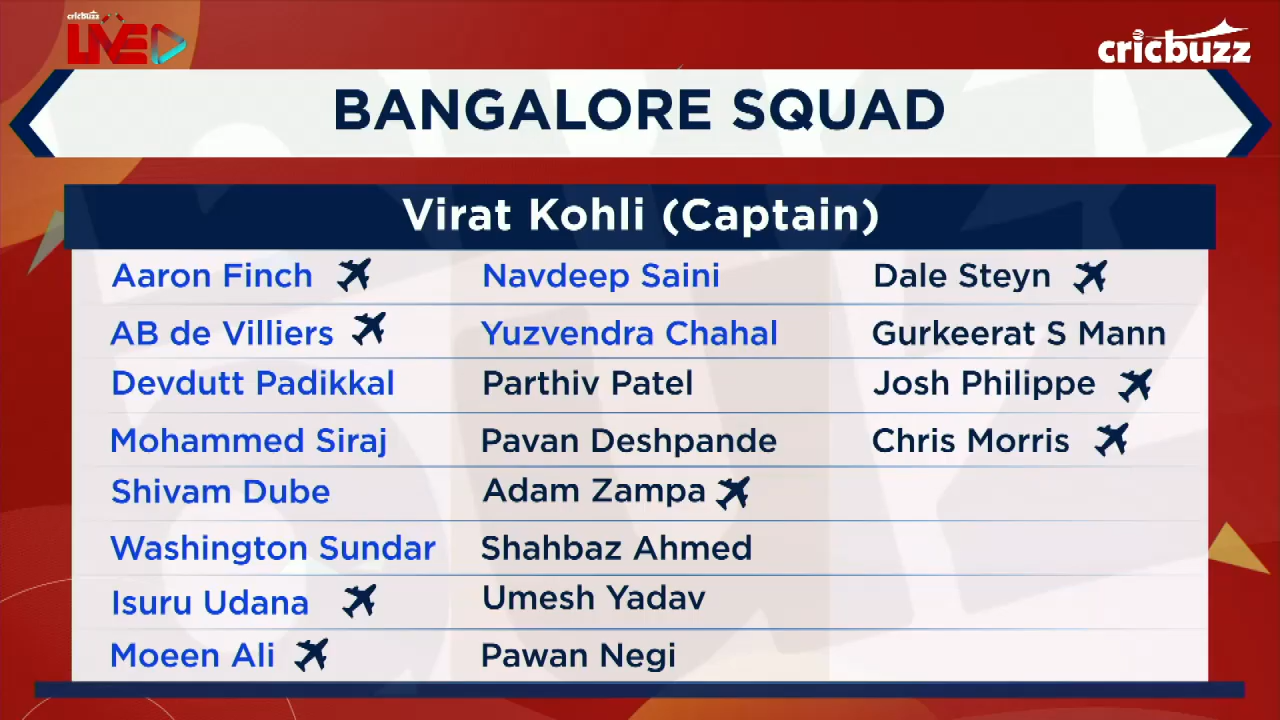 cricbuzz
LIVE
cricbuzz
BANGALORE SQUAD
Virat Kohli (Captain)
Aaron Finch
Navdeep Saini
Dale Steyn
AB de Villiers
Yuzvendra Chahal
Gurkeerat S Mann
Devdutt Padikkal
Parthiv Patel
Josh Philippe
Mohammed Siraj
Pavan Deshpande
Chris Morris
Shivam Dube
Adam Zampa
Washington Sundar
Shahbaz Ahmed
Isuru Udana
Umesh Yadav
Moeen Ali
Pawan Negi